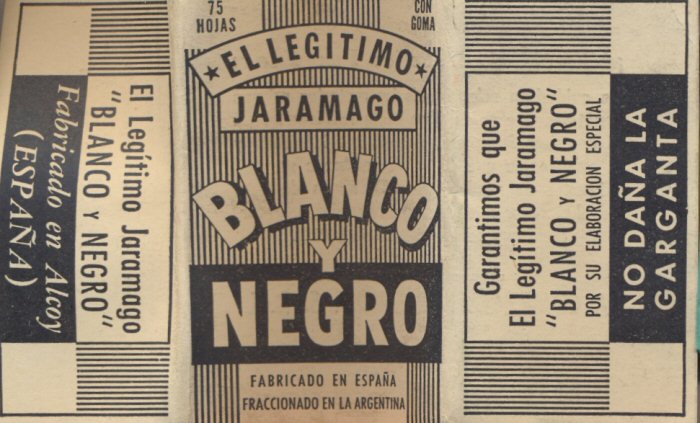 El Legítimo Jaramago
"BLANCO Y NEGRO"
Fabricado en Alcoy
(ESPAÑA)
75
HOJAS
CON
GOMA
EL LEGITIMO
JARAMAGO
BLANCO
Y
NEGRO
FABRICADO EN ESPAÑA
FRACCIONADO EN LA ARGENTINA
Garantimos que
El Legítimo Jaramago
"BLANCO Y NEGRO"
POR SU ELABORACION ESPECIAL
NO DAÑA LA
GARGANTA